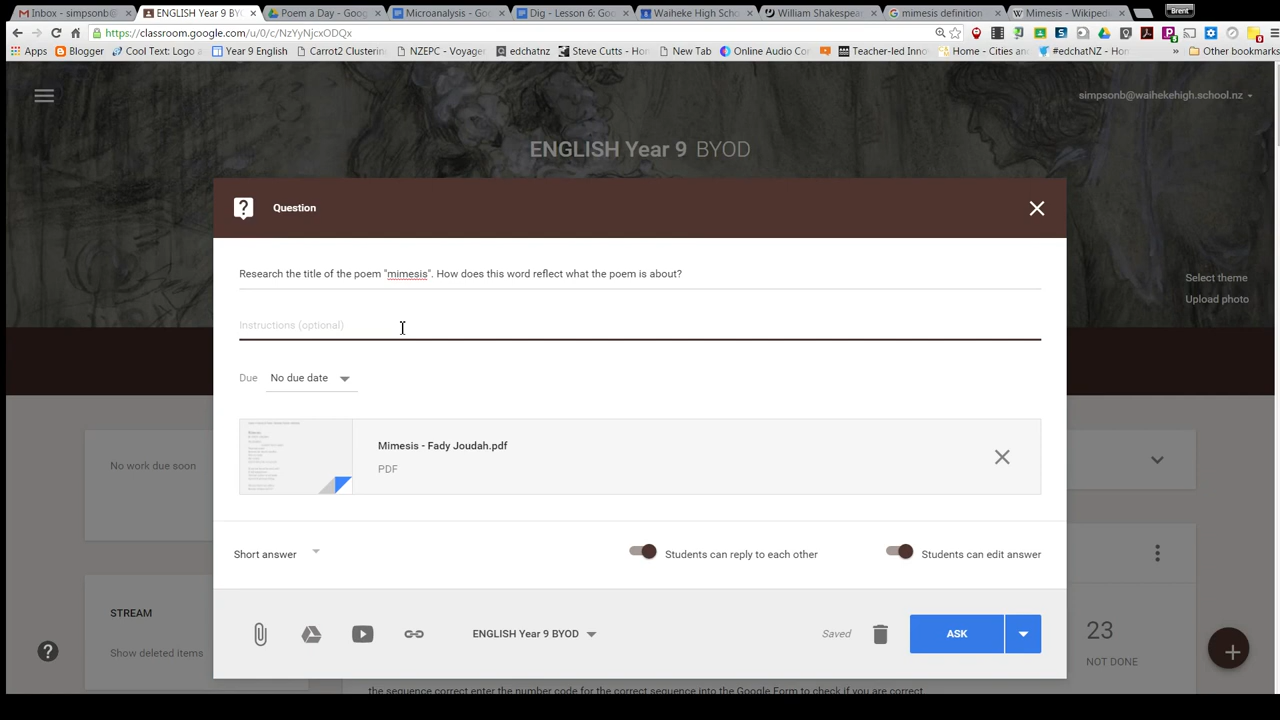 Inbox - simpsonb@
ENGLISH Year 9 BYO
Poem a Day - Goog
Microanalysis - Go
Dig - Lesson 6: Goo
Waiheke High Scho
William Shakespea
mimesis definition
Mimesis - Wikiped
Brent
https://classroom.google.com/u/0/c/NzYyNjcxODQx
Apps
Blogger
Cool Text: Logo a
Year 9 English
Carrot2 Clusterin
NZEPC - Voyager
edchatnz
Steve Cutts - Hom
New Tab
Online Audio Con
Teacher-led Inno
Home - Cities and
#edchatNZ - Hon
Other bookmarks
simpsonb@waihekehigh.school.nz
ENGLISH Year 9 BYOD
Question
Research the title of the poem "mimesis". How does this word reflect what the poem is about?
Select theme
Upload photo
Instructions (optional)
Due No due date
Mimesis - Fady Joudah.pdf
PDF
No work due soon
Short answer
Students can reply to each other
Students can edit answer
STREAM
Show deleted items
ENGLISH Year 9 BYOD
Saved
ASK
23
NOT DONE
the sequence correct enter the number code for the correct sequence into the Google Form to check if you are correct